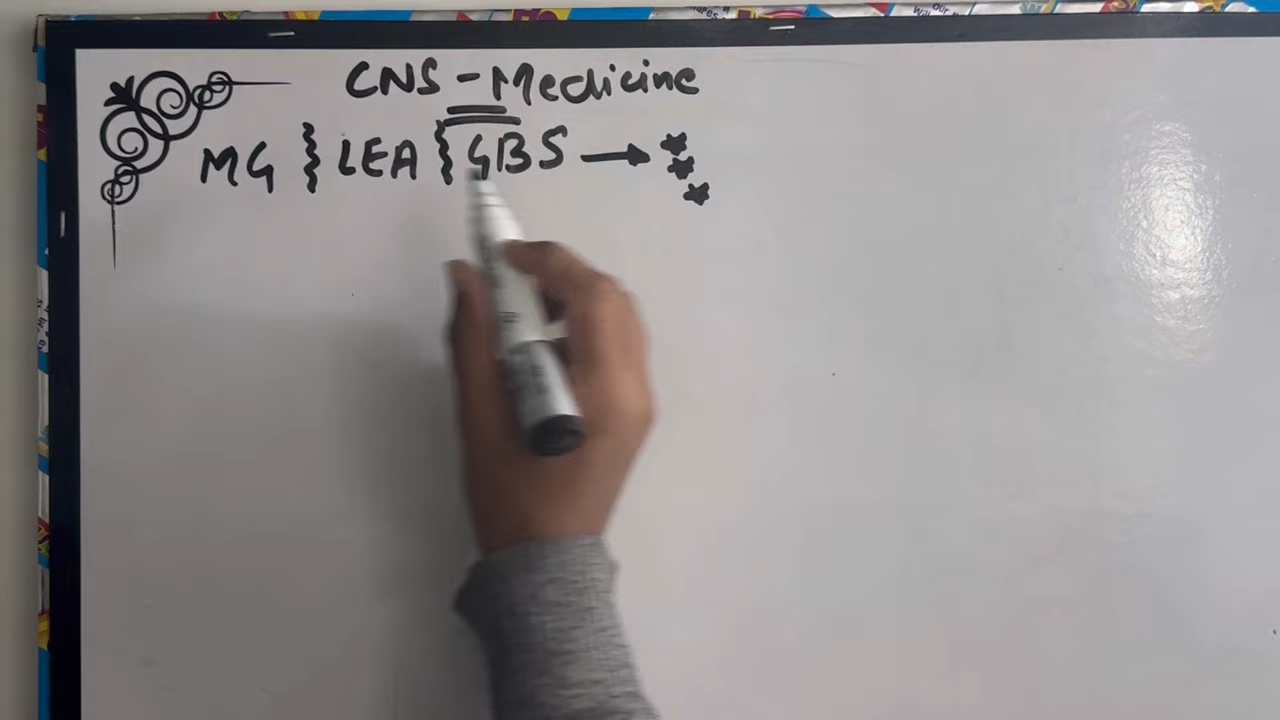 CNS - Medicine
MG } LEA } GBS →